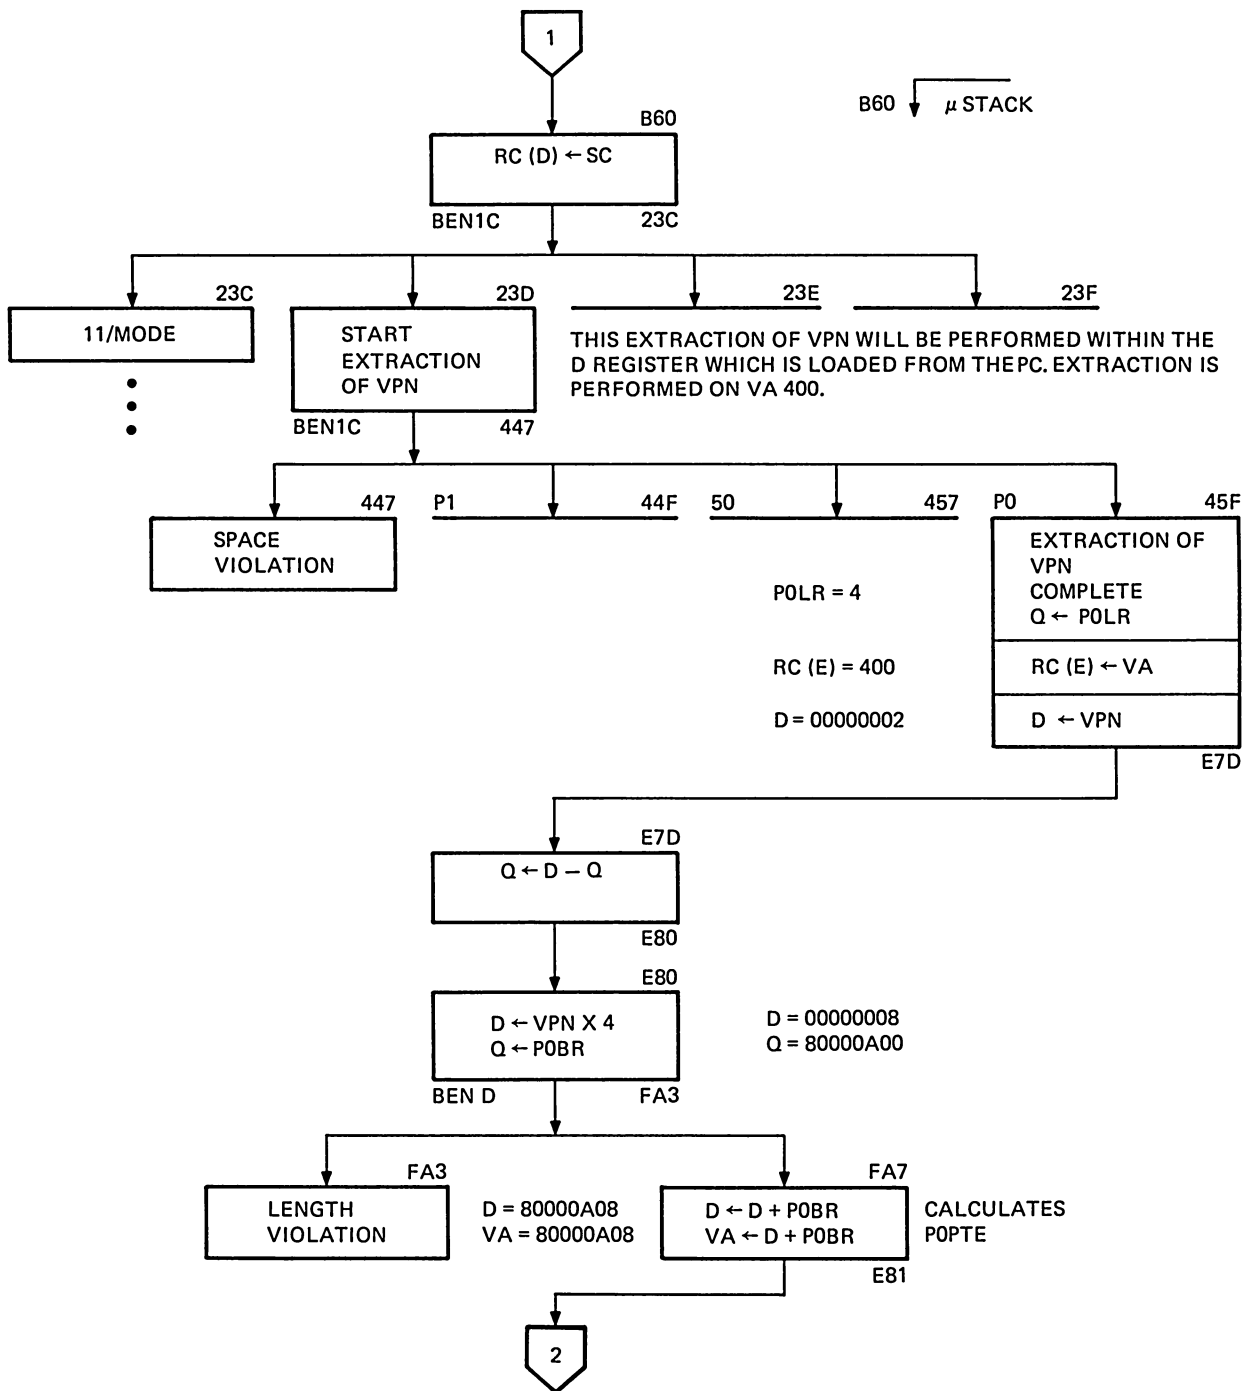 1
B60 µ STACK
B60
RC (D) ← SC
BEN1C 23C
23C
11/MODE
23D
START
EXTRACTION
OF VPN
BEN1C 447
23E
23F
THIS EXTRACTION OF VPN WILL BE PERFORMED WITHIN THE
D REGISTER WHICH IS LOADED FROM THEPC. EXTRACTION IS
PERFORMED ON VA 400.
447
SPACE
VIOLATION
P1 44F
50 457
P0 45F
EXTRACTION OF
VPN
COMPLETE
Q ← P0LR
P0LR = 4
RC (E) = 400
RC (E) ← VA
D = 00000002
D ← VPN
E7D
E7D
Q ← D – Q
E80
E80
D ← VPN X 4
Q ← P0BR
D = 00000008
Q = 80000A00
BEN D FA3
FA3
LENGTH
VIOLATION
D = 80000A08
VA = 80000A08
FA7
D ← D + P0BR
VA ← D + P0BR
CALCULATES
P0PTE
E81
2